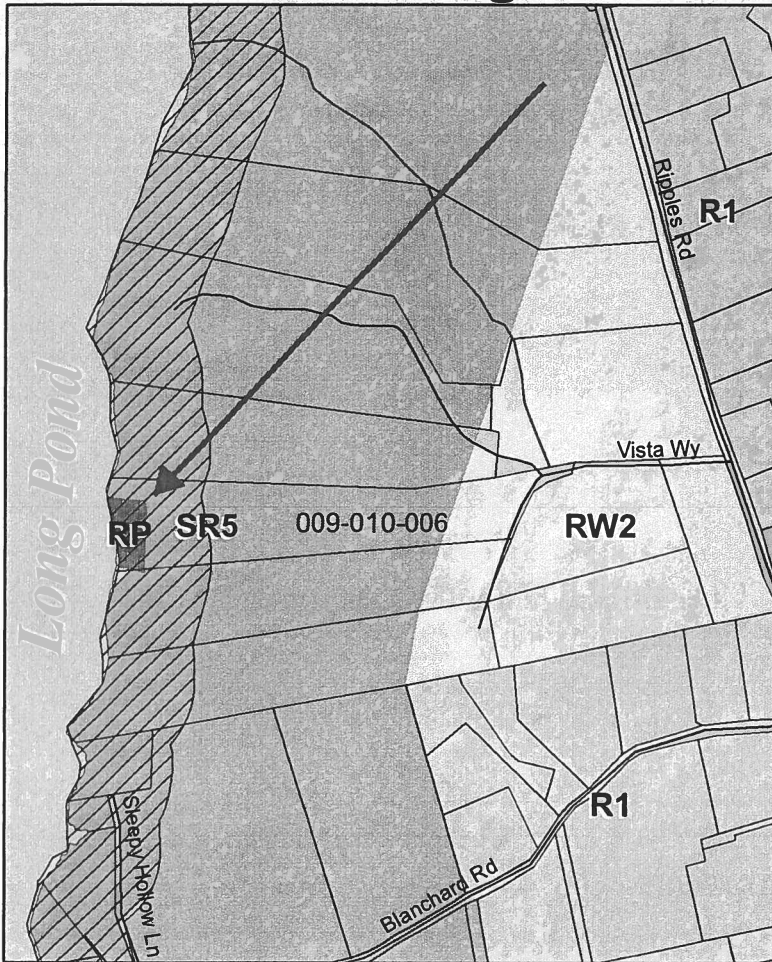 Ripples Rd
R1
Long Pond
Vista Wy
RP
SR5
009-010-006
RW2
R1
Sleepy Hollow Ln
Blanchard Rd